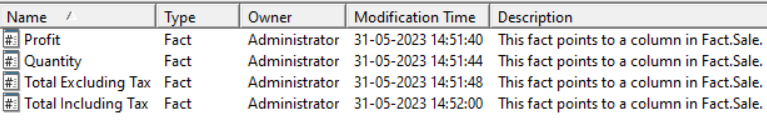 Name Type Owner Modification Time Description
Profit Fact Administrator 31-05-2023 14:51:40 This fact points to a column in Fact.Sale.
Quantity Fact Administrator 31-05-2023 14:51:44 This fact points to a column in Fact.Sale.
Total Excluding Tax Fact Administrator 31-05-2023 14:51:48 This fact points to a column in Fact.Sale.
Total Including Tax Fact Administrator 31-05-2023 14:52:00 This fact points to a column in Fact.Sale.